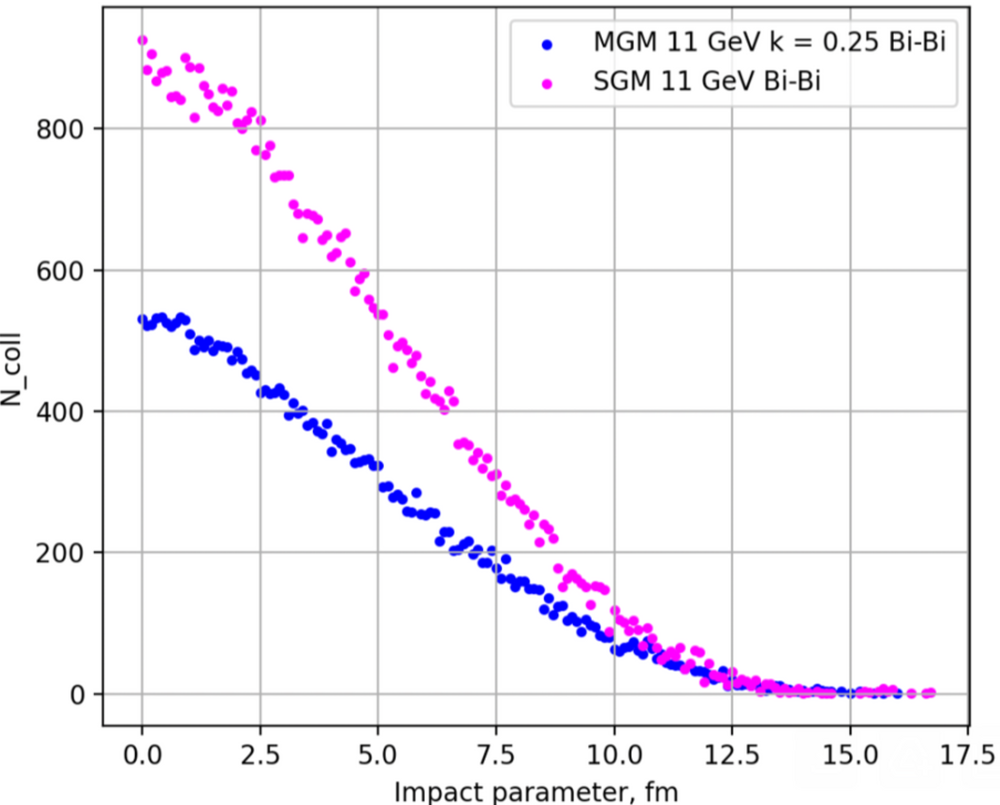 MGM 11 GeV k = 0.25 Bi-Bi
SGM 11 GeV Bi-Bi
N_coll
800
600
400
200
0
0.0 2.5 5.0 7.5 10.0 12.5 15.0 17.5
Impact parameter, fm